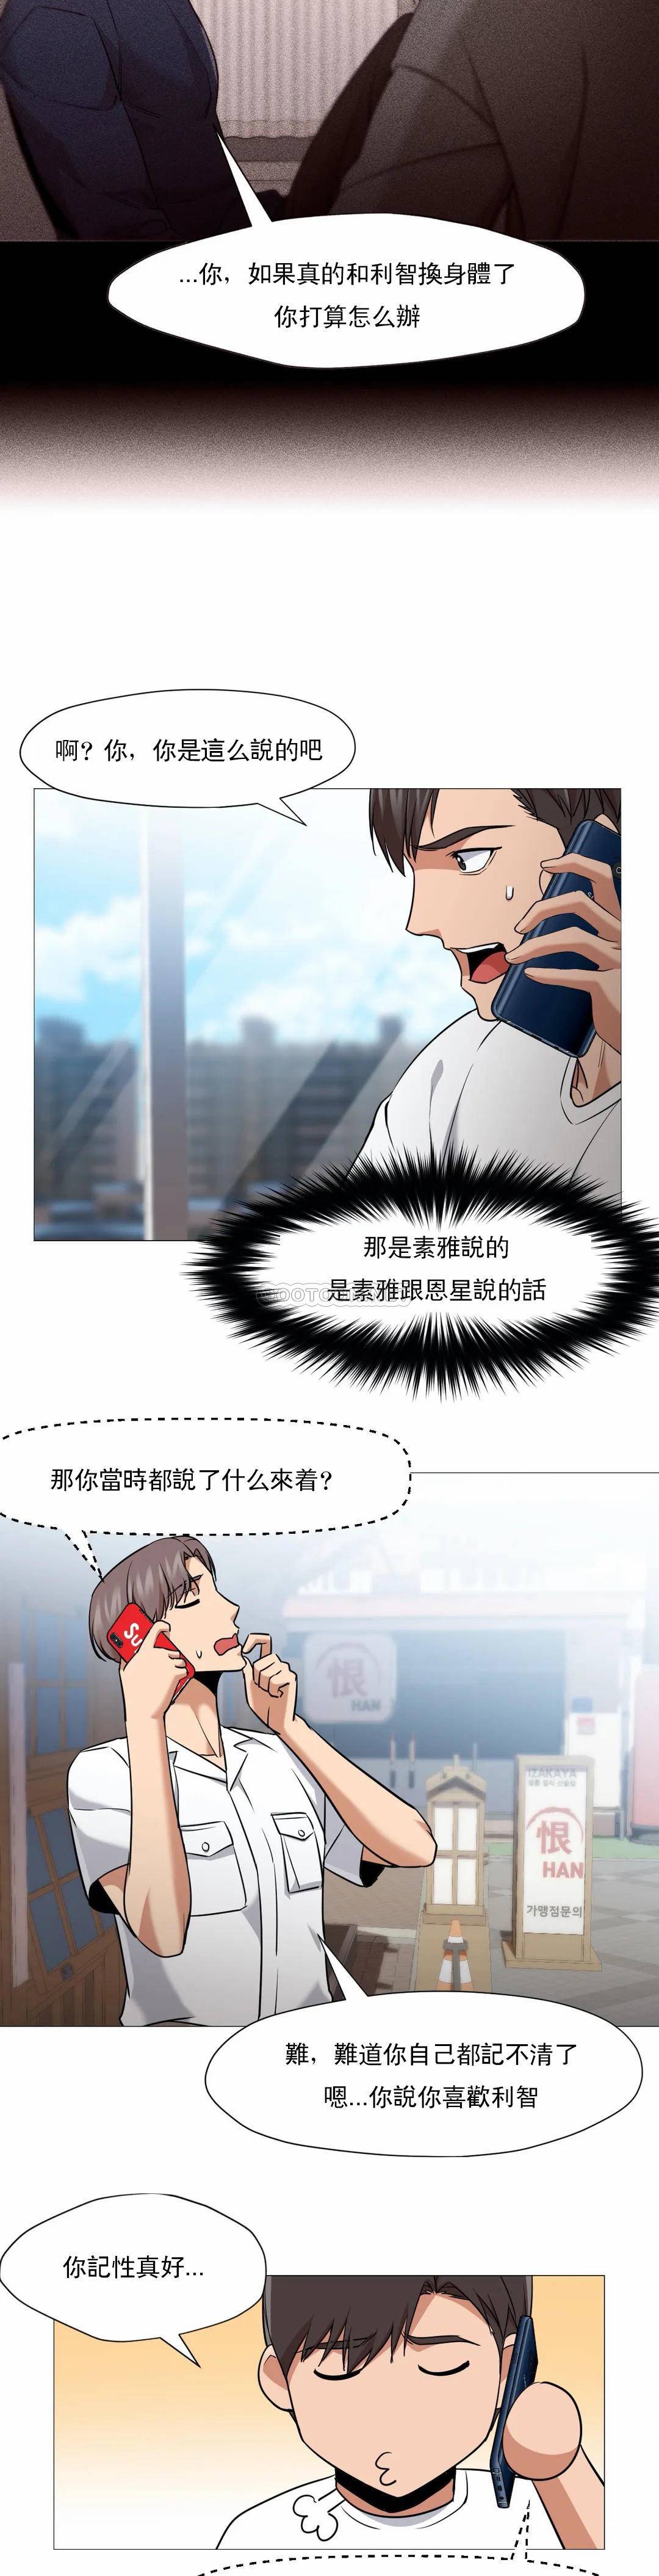 ...你，如果真的和利智換身體了
你打算怎么辦
啊？你，你是這么說的吧
那是素雅說的
是素雅跟恩星說的話
那你當時都說了什么來着？
SU
恨
HAN
IZAKAYA
恨
HAN
가맹점문의
難，難道你自己都記不清了
嗯...你說你喜歡利智
你記性真好...